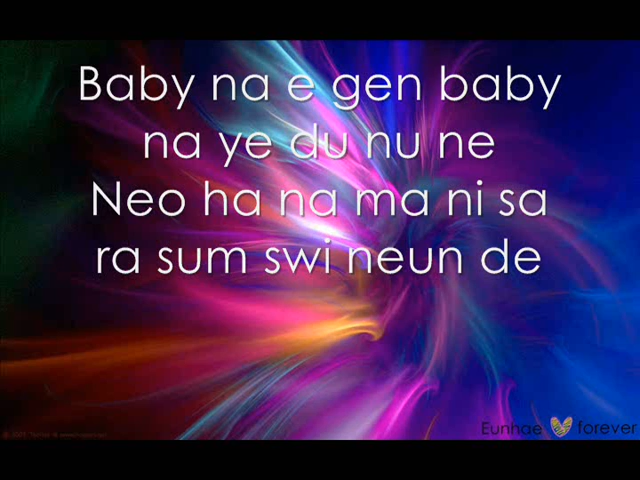 Baby na e gen baby
na ye du nu ne
Neo ha na ma ni sa
ra sum swi neun de
Eunhae forever